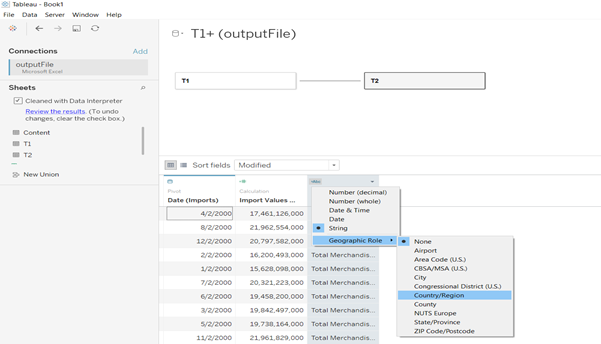 Tableau - Book1
File Data Server Window Help
Connections Add
outputFile
Microsoft Excel
Sheets
Cleaned with Data Interpreter
Review the results. (To undo
changes, clear the check box.)
Content
T1
T2
New Union
T1+ (outputFile)
T1 T2
Sort fields Modified
Abc
Pivot Calculation
Date (Imports) Import Values ...
Number (decimal)
Number (whole)
Date & Time
Date
String
Geographic Role
None
Airport
Area Code (U.S.)
CBSA/MSA (U.S.)
City
Congressional District (U.S.)
Country/Region
County
NUTS Europe
State/Province
ZIP Code/Postcode
4/2/2000 17,461,126,000
8/2/2000 21,962,554,000
12/2/2000 20,797,582,000
2/2/2000 16,200,493,000 Total Merchandis...
1/2/2000 15,628,098,000 Total Merchandis...
7/2/2000 20,321,223,000 Total Merchandis...
6/2/2000 19,458,200,000 Total Merchandis...
3/2/2000 19,842,497,000 Total Merchandis...
5/2/2000 19,738,164,000 Total Merchandis...
11/2/2000 21,961,829,000 Total Merchandis...